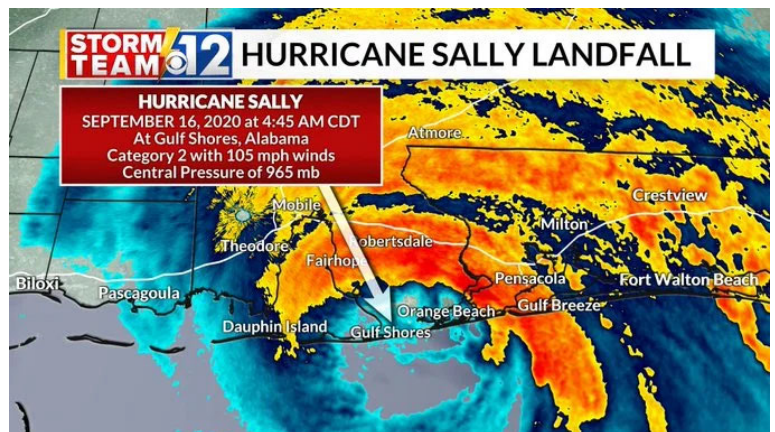 STORM
TEAM 12
HURRICANE SALLY LANDFALL
HURRICANE SALLY
SEPTEMBER 16, 2020 at 4:45 AM CDT
At Gulf Shores, Alabama
Category 2 with 105 mph winds
Central Pressure of 965 mb
Atmore
Crestview
Mobile
Milton
Theodore
Robertsdale
Fairhope
Biloxi
Pascagoula
Pensacola
Fort Walton Beach
Dauphin Island
Orange Beach
Gulf Breeze
Gulf Shores